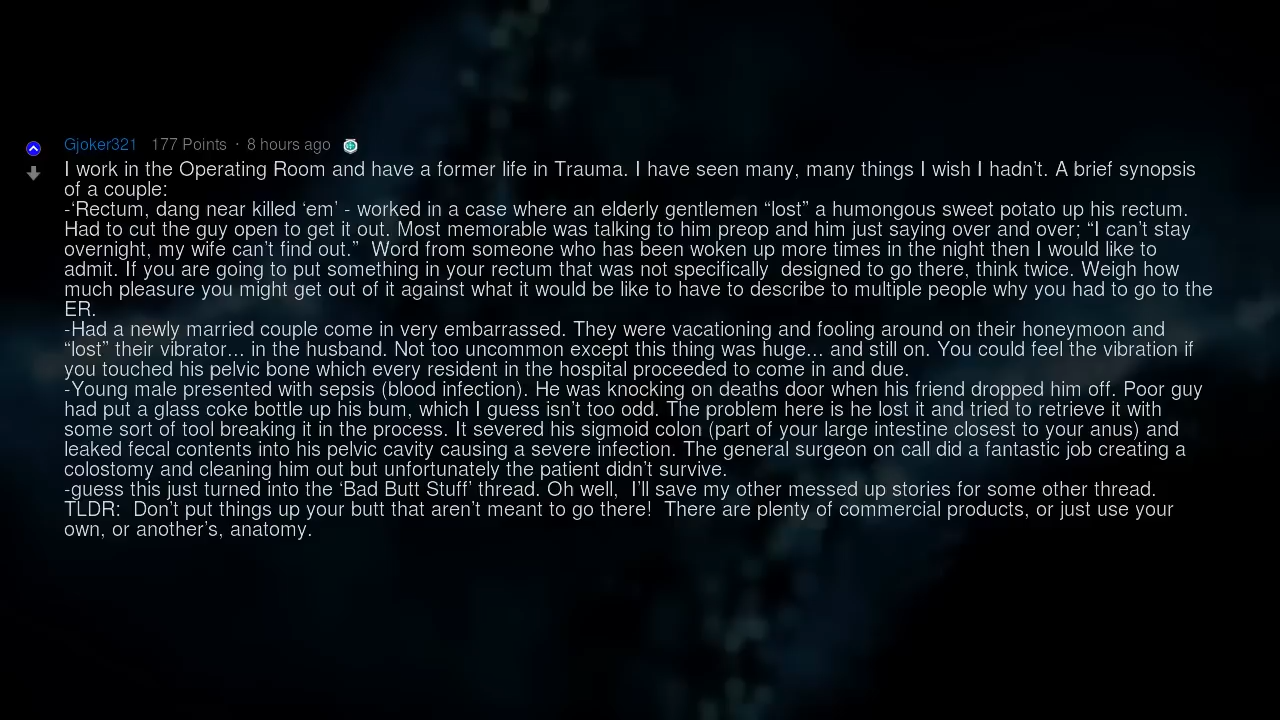 Gjoker321 177 Points · 8 hours ago
I work in the Operating Room and have a former life in Trauma. I have seen many, many things I wish I hadn't. A brief synopsis
of a couple:
-‘Rectum, dang near killed ‘em’ - worked in a case where an elderly gentlemen “lost” a humongous sweet potato up his rectum.
Had to cut the guy open to get it out. Most memorable was talking to him preop and him just saying over and over; “I can’t stay
overnight, my wife can’t find out.”  Word from someone who has been woken up more times in the night then I would like to
admit. If you are going to put something in your rectum that was not specifically  designed to go there, think twice. Weigh how
much pleasure you might get out of it against what it would be like to have to describe to multiple people why you had to go to the
ER.
-Had a newly married couple come in very embarrassed. They were vacationing and fooling around on their honeymoon and
“lost” their vibrator... in the husband. Not too uncommon except this thing was huge... and still on. You could feel the vibration if
you touched his pelvic bone which every resident in the hospital proceeded to come in and due.
-Young male presented with sepsis (blood infection). He was knocking on deaths door when his friend dropped him off. Poor guy
had put a glass coke bottle up his bum, which I guess isn’t too odd. The problem here is he lost it and tried to retrieve it with
some sort of tool breaking it in the process. It severed his sigmoid colon (part of your large intestine closest to your anus) and
leaked fecal contents into his pelvic cavity causing a severe infection. The general surgeon on call did a fantastic job creating a
colostomy and cleaning him out but unfortunately the patient didn’t survive.
-guess this just turned into the ‘Bad Butt Stuff’ thread. Oh well,  I’ll save my other messed up stories for some other thread.
TLDR:  Don’t put things up your butt that aren’t meant to go there!  There are plenty of commercial products, or just use your
own, or another’s, anatomy.